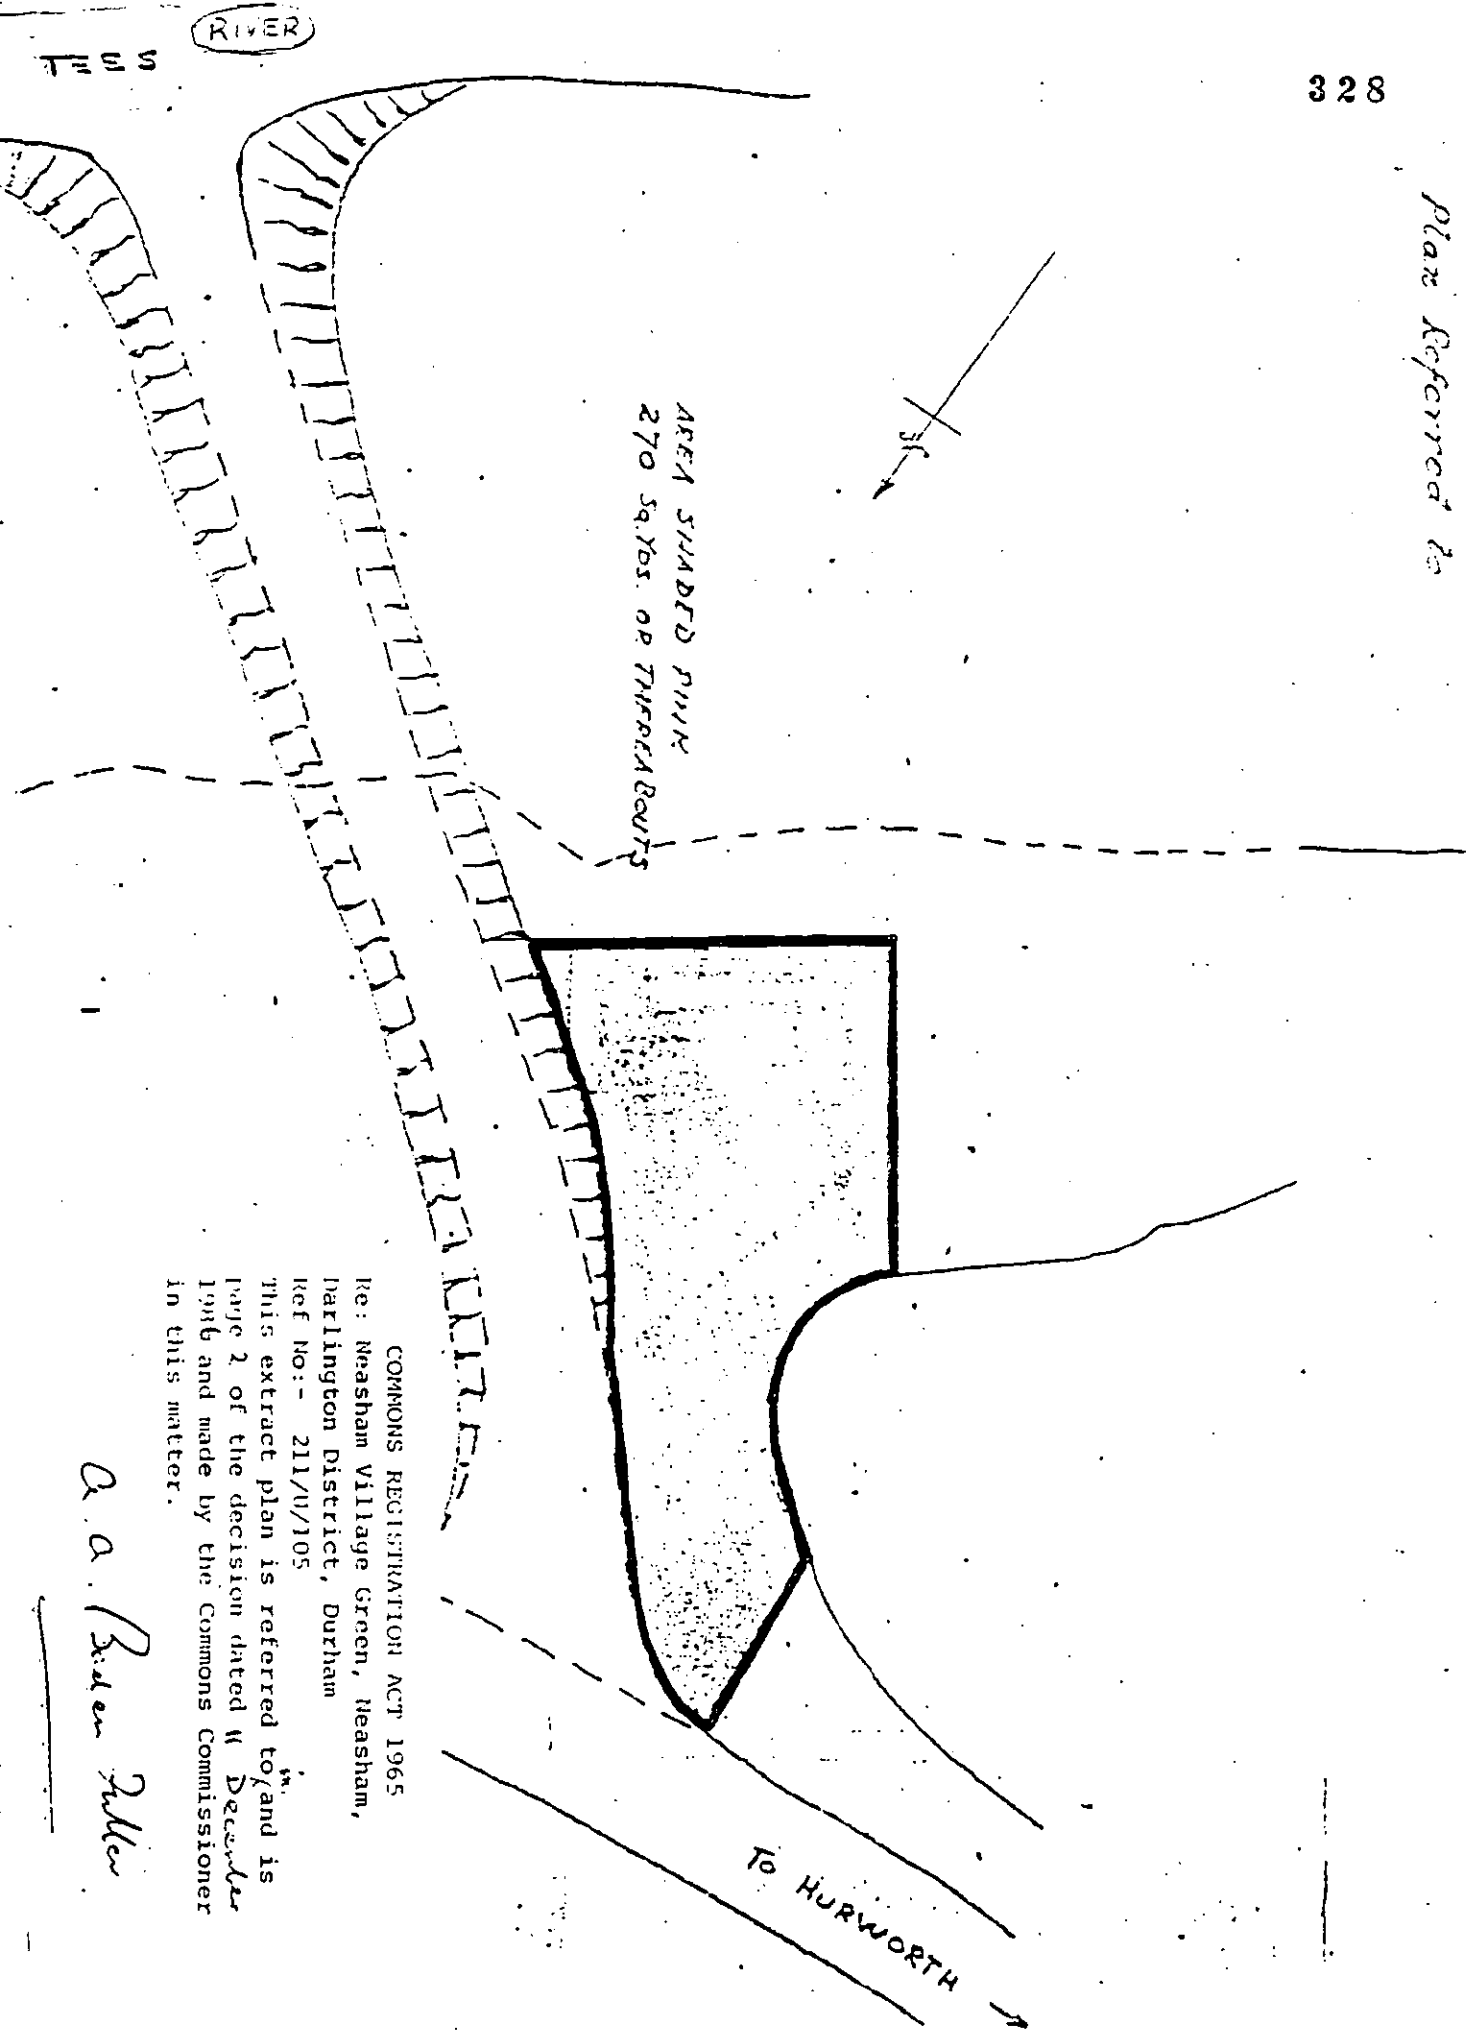 328
Plan Referred to
RIVER
TEES
AREA SHADED PINK
270 Sq. YDS. OR THEREABOUTS
COMMONS REGISTRATION ACT 1965
Re: Neasham Village Green, Neasham,
Darlington District, Durham
Ref No:- 211/U/105
in
This extract plan is referred to and is
page 2 of the decision dated 11 December
1986 and made by the Commons Commissioner
in this matter.
a. a. Baden Fuller
To HURWORTH